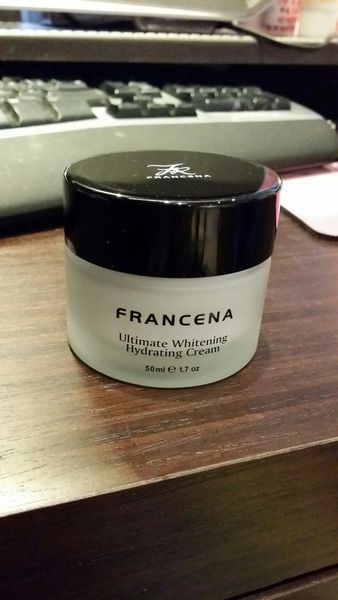 FRANCENA
FRANCENA
Ultimate Whitening
Hydrating Cream
50ml ℮ 1.7 oz